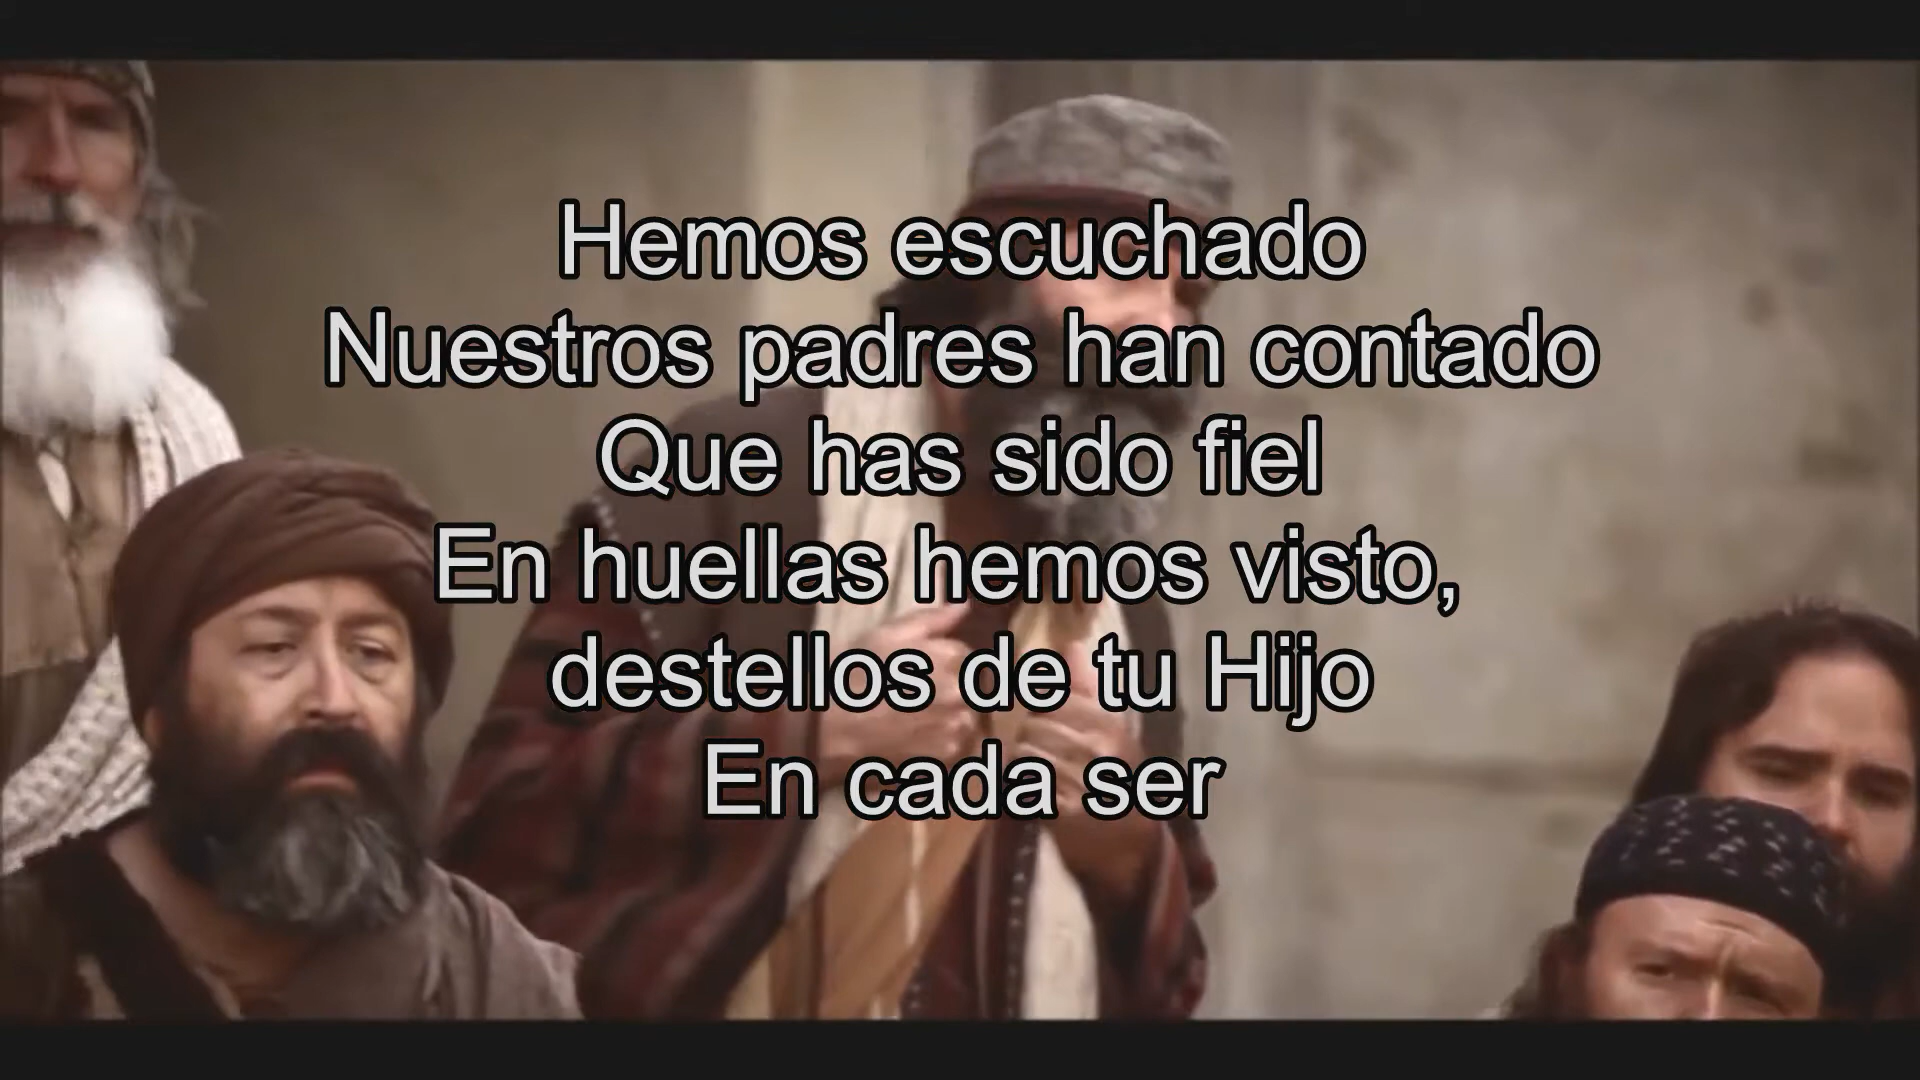 Hemos escuchado
Nuestros padres han contado
Que has sido fiel
En huellas hemos visto,
destellos de tu Hijo
En cada ser